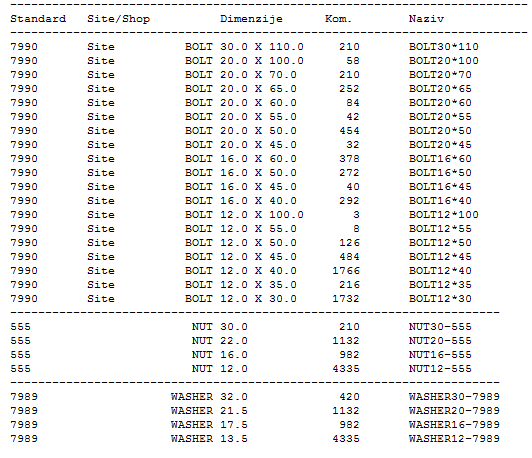 Standard Site/Shop Dimenzije Kom. Naziv
7990 Site BOLT 30.0 X 110.0 210 BOLT30*110
7990 Site BOLT 20.0 X 100.0 58 BOLT20*100
7990 Site BOLT 20.0 X 70.0 210 BOLT20*70
7990 Site BOLT 20.0 X 65.0 252 BOLT20*65
7990 Site BOLT 20.0 X 60.0 84 BOLT20*60
7990 Site BOLT 20.0 X 55.0 42 BOLT20*55
7990 Site BOLT 20.0 X 50.0 454 BOLT20*50
7990 Site BOLT 20.0 X 45.0 32 BOLT20*45
7990 Site BOLT 16.0 X 60.0 378 BOLT16*60
7990 Site BOLT 16.0 X 50.0 272 BOLT16*50
7990 Site BOLT 16.0 X 45.0 40 BOLT16*45
7990 Site BOLT 16.0 X 40.0 292 BOLT16*40
7990 Site BOLT 12.0 X 100.0 3 BOLT12*100
7990 Site BOLT 12.0 X 55.0 8 BOLT12*55
7990 Site BOLT 12.0 X 50.0 126 BOLT12*50
7990 Site BOLT 12.0 X 45.0 484 BOLT12*45
7990 Site BOLT 12.0 X 40.0 1766 BOLT12*40
7990 Site BOLT 12.0 X 35.0 216 BOLT12*35
7990 Site BOLT 12.0 X 30.0 1732 BOLT12*30
555 NUT 30.0 210 NUT30-555
555 NUT 22.0 1132 NUT20-555
555 NUT 16.0 982 NUT16-555
555 NUT 12.0 4335 NUT12-555
7989 WASHER 32.0 420 WASHER30-7989
7989 WASHER 21.5 1132 WASHER20-7989
7989 WASHER 17.5 982 WASHER16-7989
7989 WASHER 13.5 4335 WASHER12-7989